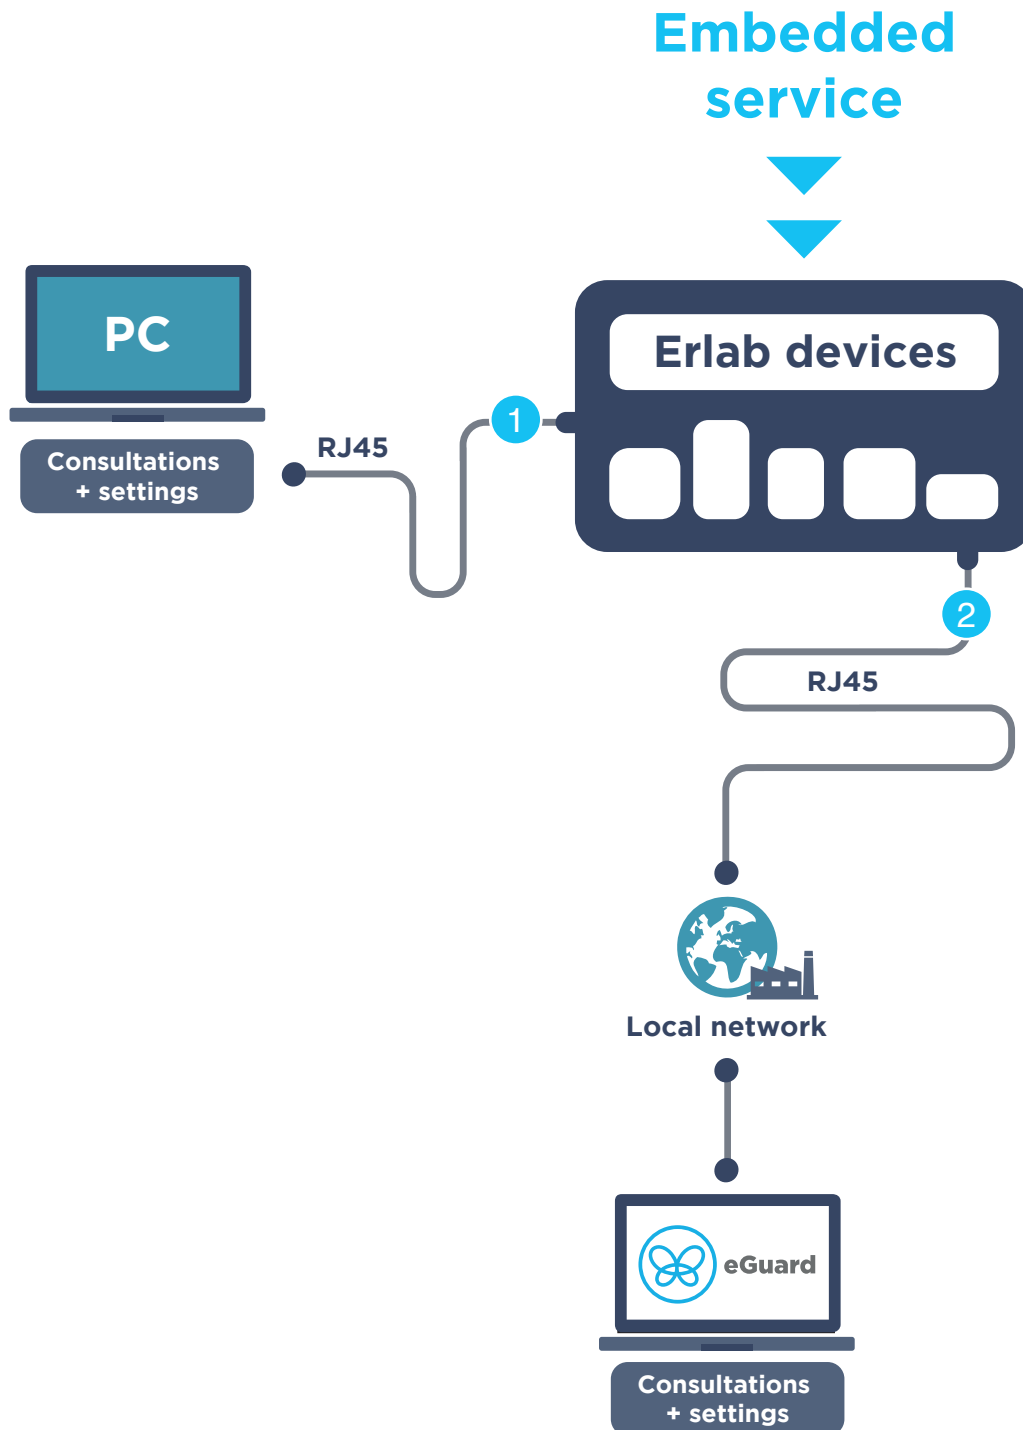 Embedded
service
PC
Erlab devices
1
RJ45
Consultations
+ settings
2
RJ45
Local network
eGuard
Consultations
+ settings